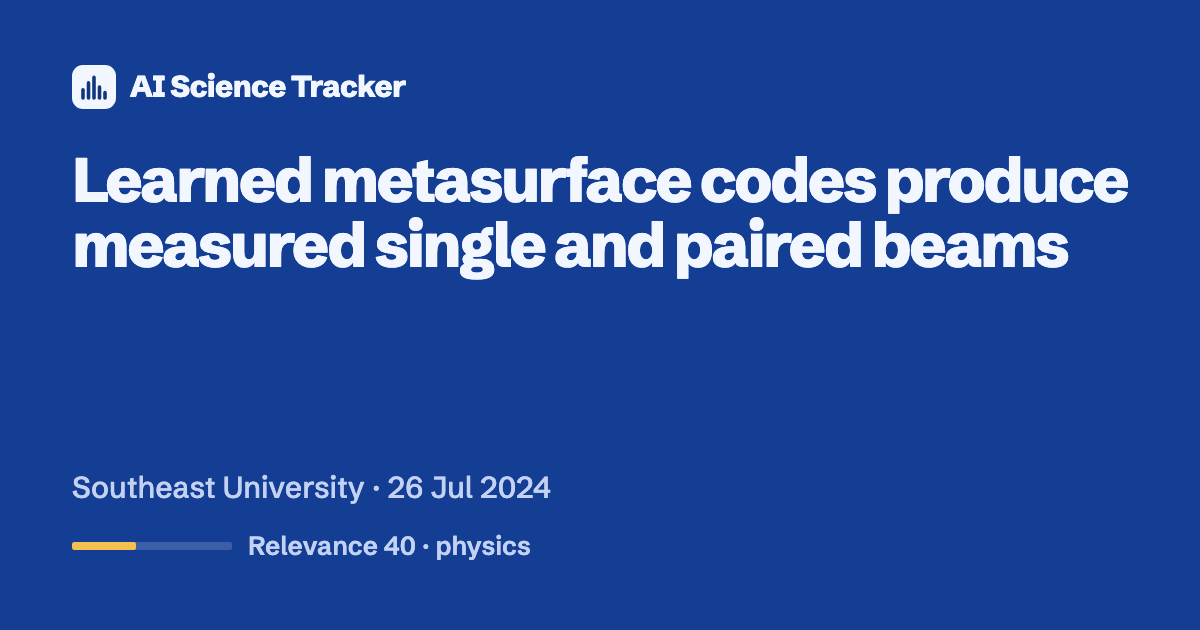 AI Science Tracker
Learned metasurface codes produce
measured single and paired beams
Southeast University · 26 Jul 2024
Relevance 40 · physics